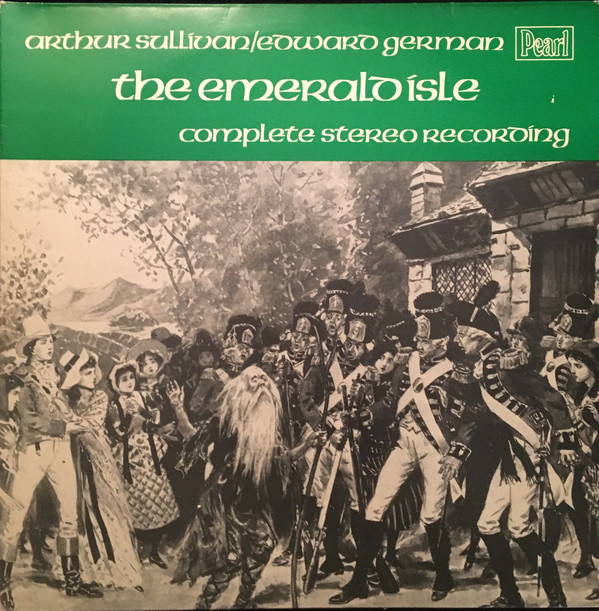 arthur sullivan/edward german
Pearl
the emerald isle
complete stereo recording